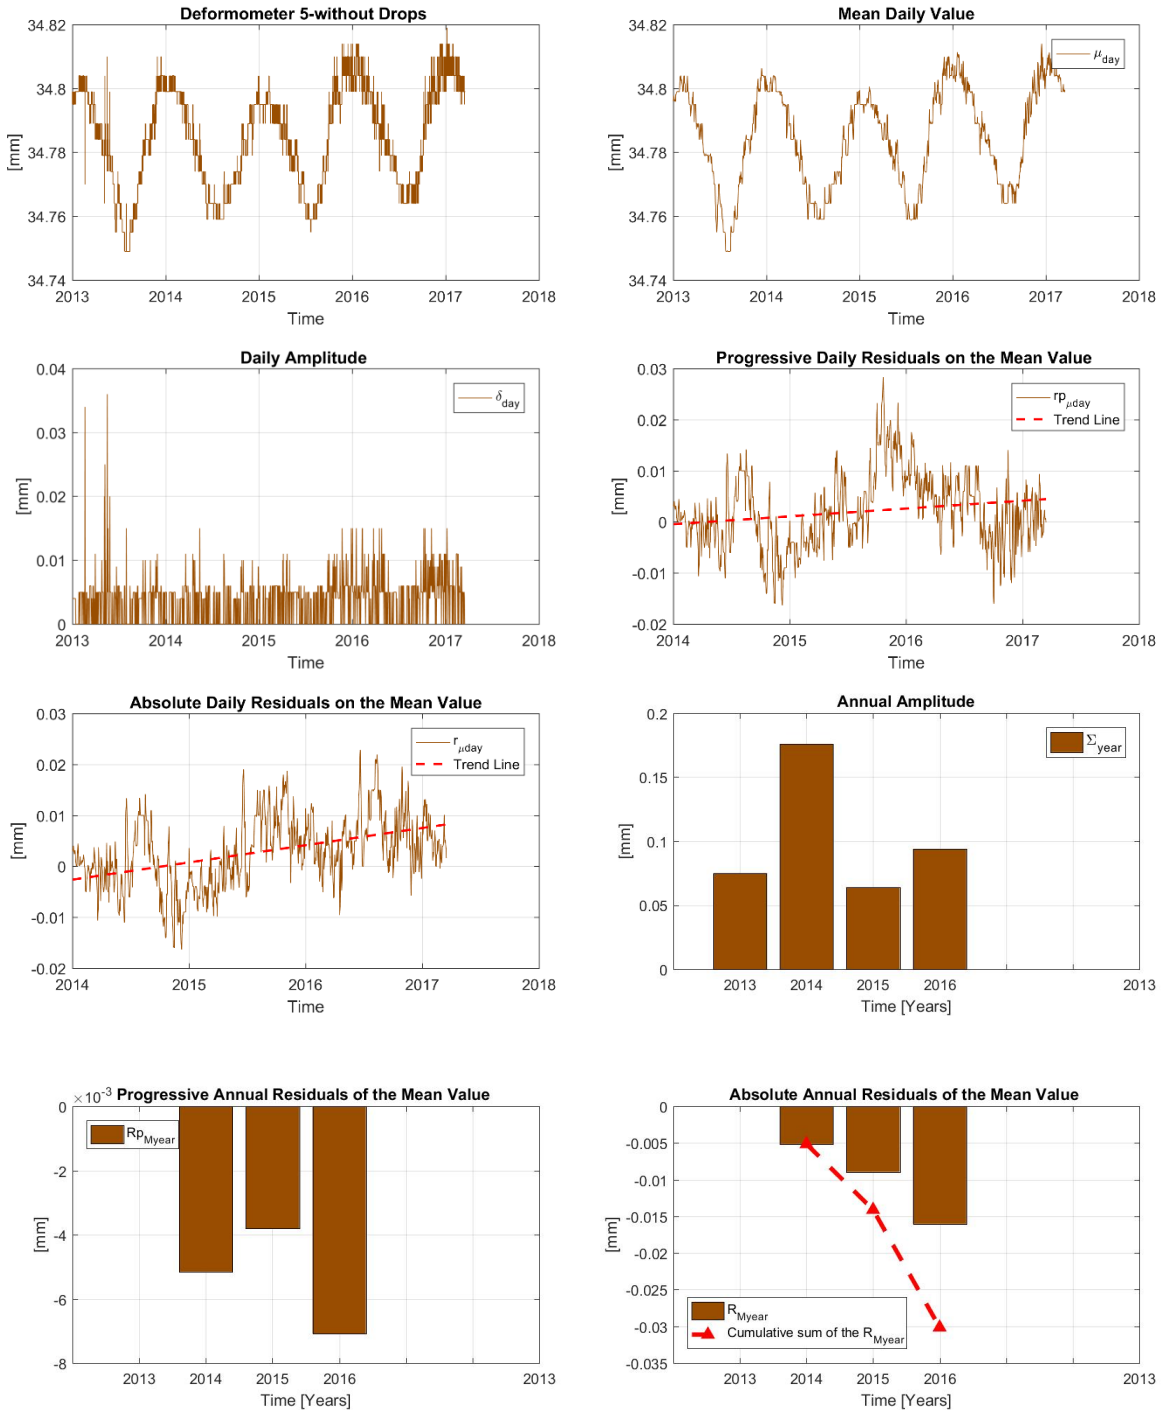 Deformometer 5-without Drops
34.82
34.8
34.78
34.76
34.74
[mm]
2013 2014 2015 2016 2017 2018
Time
Mean Daily Value
34.82
34.8
34.78
34.76
34.74
[mm]
μday
2013 2014 2015 2016 2017 2018
Time
Daily Amplitude
0.04
0.03
0.02
0.01
0
[mm]
δday
2013 2014 2015 2016 2017 2018
Time
Progressive Daily Residuals on the Mean Value
0.03
0.02
0.01
0
-0.01
-0.02
[mm]
rpμday
Trend Line
2014 2015 2016 2017 2018
Time
Absolute Daily Residuals on the Mean Value
0.03
0.02
0.01
0
-0.01
-0.02
[mm]
rμday
Trend Line
2014 2015 2016 2017 2018
Time
Annual Amplitude
0.2
0.15
0.1
0.05
0
[mm]
Σyear
2013 2014 2015 2016 2013
Time [Years]
×10-3 Progressive Annual Residuals of the Mean Value
0
-2
-4
-6
-8
[mm]
RpMyear
2013 2014 2015 2016 2013
Time [Years]
Absolute Annual Residuals of the Mean Value
0
-0.005
-0.01
-0.015
-0.02
-0.025
-0.03
-0.035
[mm]
RMyear
Cumulative sum of the RMyear
2013 2014 2015 2016 2013
Time [Years]